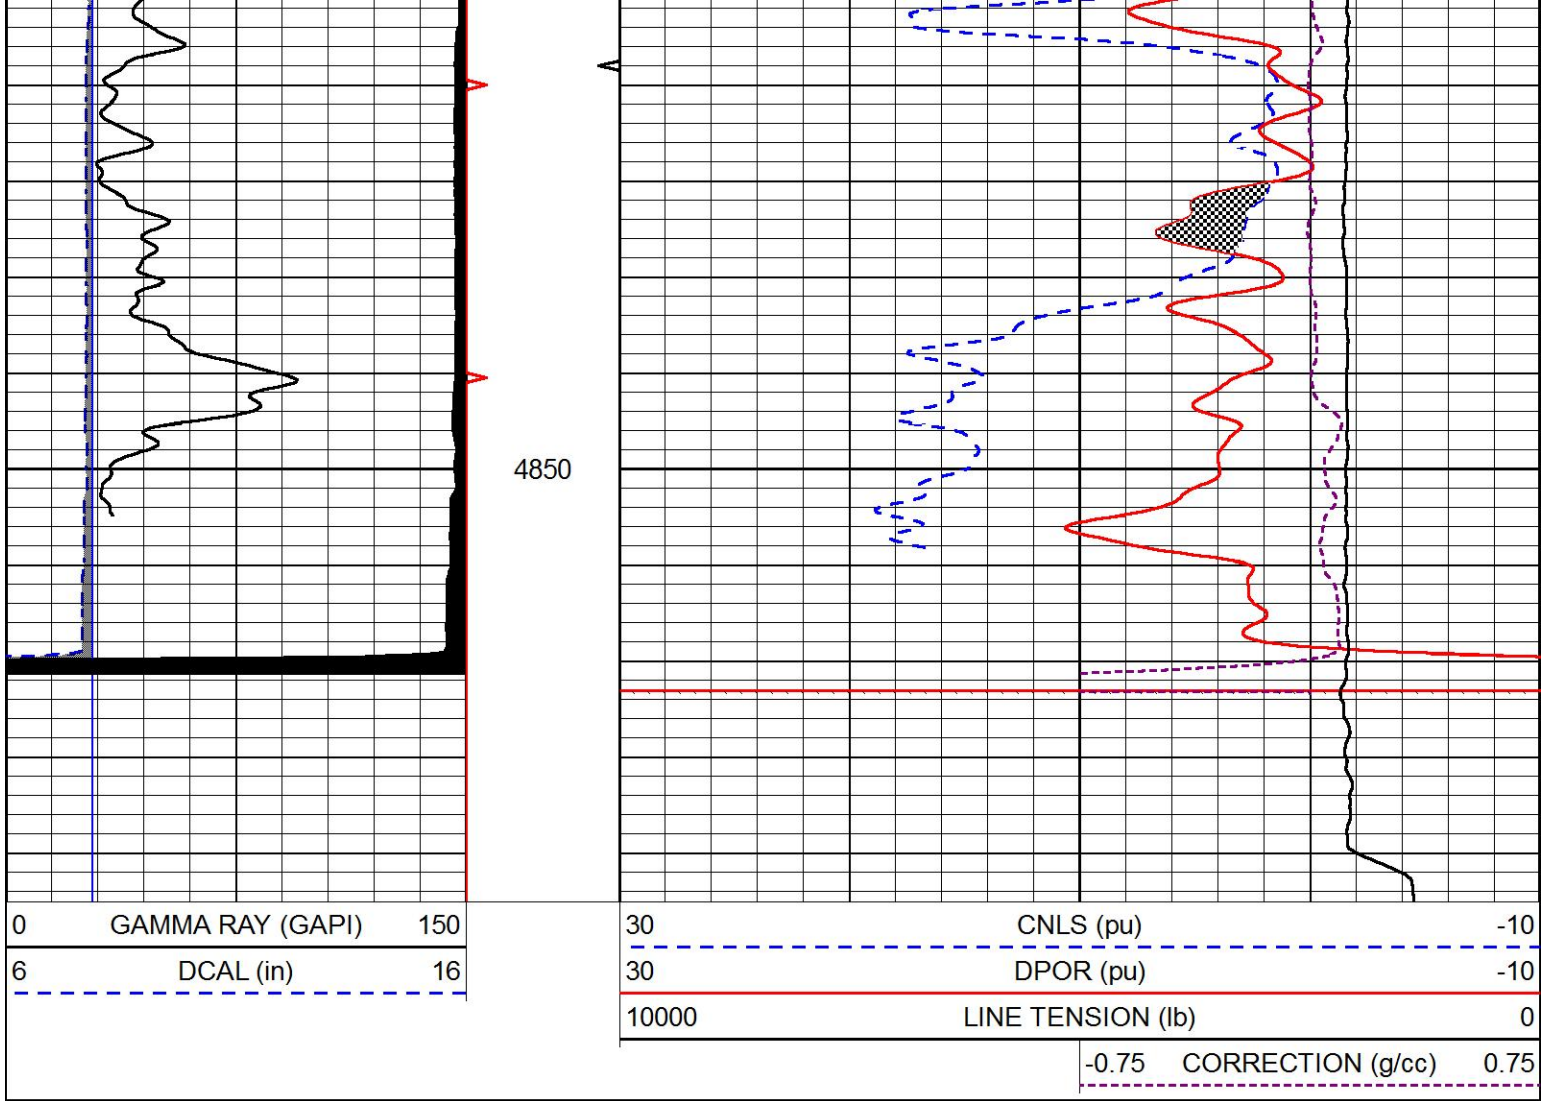 4850
0 GAMMA RAY (GAPI) 150
6 DCAL (in) 16
30 CNLS (pu) -10
30 DPOR (pu) -10
10000 LINE TENSION (lb) 0
-0.75 CORRECTION (g/cc) 0.75